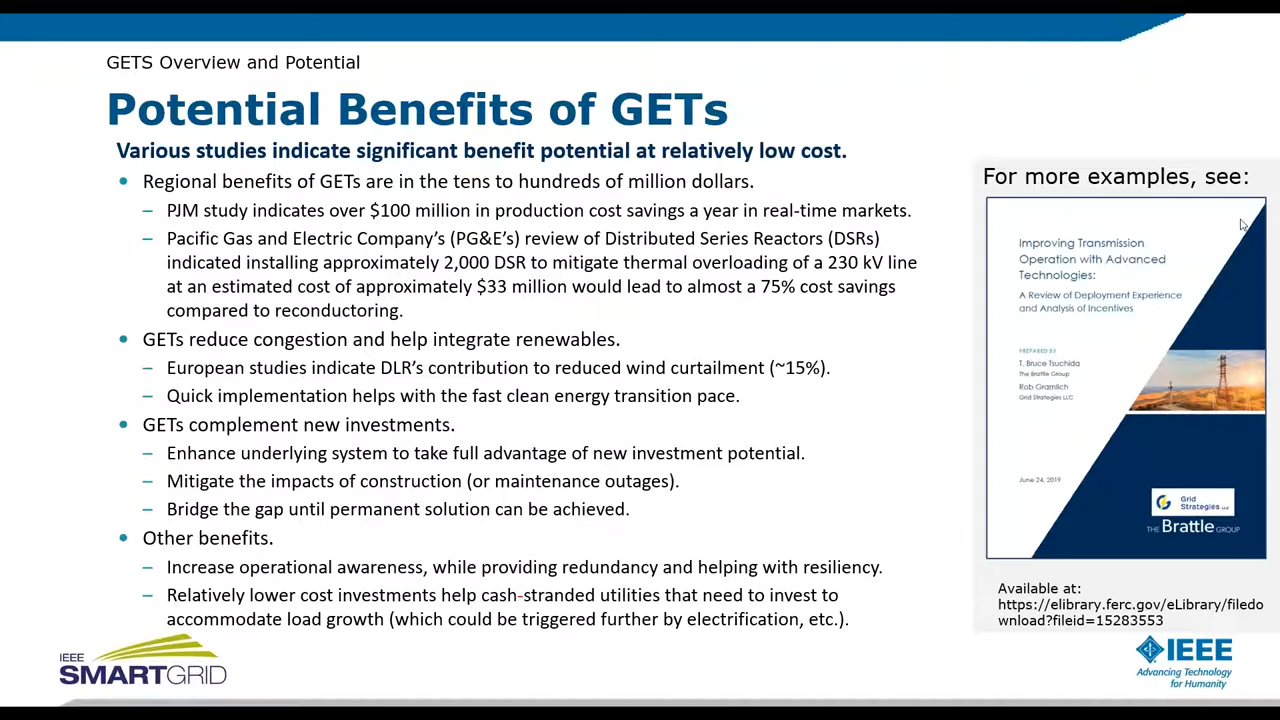 GETS Overview and Potential
Potential Benefits of GETs
Various studies indicate significant benefit potential at relatively low cost.
• Regional benefits of GETs are in the tens to hundreds of million dollars.
– PJM study indicates over $100 million in production cost savings a year in real-time markets.
– Pacific Gas and Electric Company's (PG&E's) review of Distributed Series Reactors (DSRs)
indicated installing approximately 2,000 DSR to mitigate thermal overloading of a 230 kV line
at an estimated cost of approximately $33 million would lead to almost a 75% cost savings
compared to reconductoring.
• GETs reduce congestion and help integrate renewables.
– European studies indicate DLR's contribution to reduced wind curtailment (~15%).
– Quick implementation helps with the fast clean energy transition pace.
• GETs complement new investments.
– Enhance underlying system to take full advantage of new investment potential.
– Mitigate the impacts of construction (or maintenance outages).
– Bridge the gap until permanent solution can be achieved.
• Other benefits.
– Increase operational awareness, while providing redundancy and helping with resiliency.
– Relatively lower cost investments help cash-stranded utilities that need to invest to
accommodate load growth (which could be triggered further by electrification, etc.).
For more examples, see:
Improving Transmission
Operation with Advanced
Technologies:
A Review of Deployment Experience
and Analysis of Incentives
PREPARED BY
T. Bruce Tsuchida
The Brattle Group
Rob Gramlich
Grid Strategies LLC
June 24, 2019
Grid
Strategies LLC
THE Brattle GROUP
Available at:
https://elibrary.ferc.gov/eLibrary/filedo
wnload?fileid=15283553
IEEE
SMARTGRID
IEEE
Advancing Technology
for Humanity